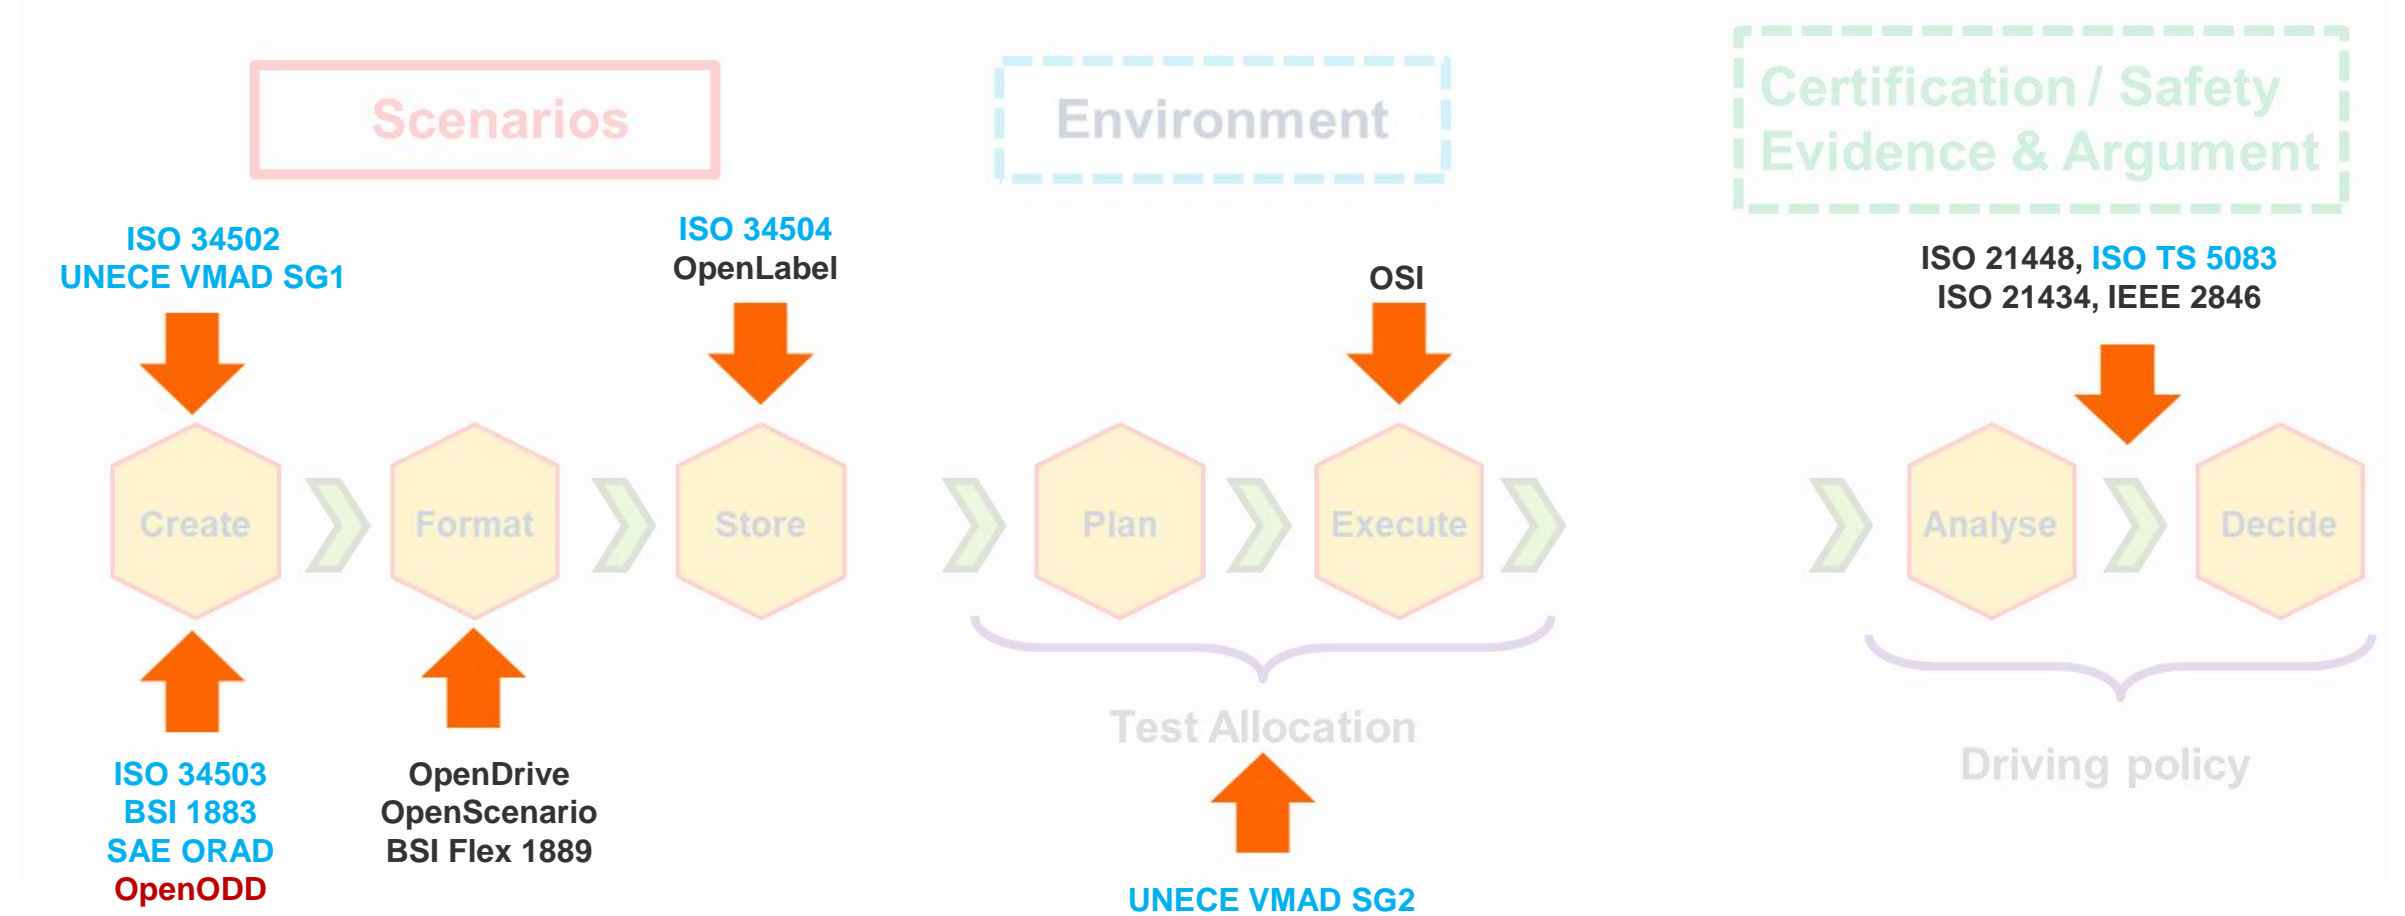 Scenarios
Environment
Certification / Safety
Evidence & Argument
ISO 34502
UNECE VMAD SG1
ISO 34504
OpenLabel
OSI
ISO 21448, ISO TS 5083
ISO 21434, IEEE 2846
Create
Format
Store
Plan
Execute
Analyse
Decide
Test Allocation
Driving policy
ISO 34503
BSI 1883
SAE ORAD
OpenODD
OpenDrive
OpenScenario
BSI Flex 1889
UNECE VMAD SG2